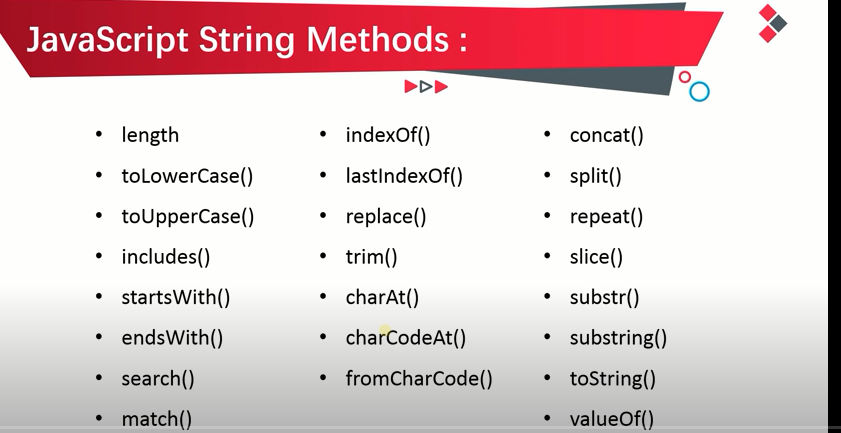 JavaScript String Methods :
• length
• toLowerCase()
• toUpperCase()
• includes()
• startsWith()
• endsWith()
• search()
• match()
• indexOf()
• lastIndexOf()
• replace()
• trim()
• charAt()
• charCodeAt()
• fromCharCode()
• concat()
• split()
• repeat()
• slice()
• substr()
• substring()
• toString()
• valueOf()